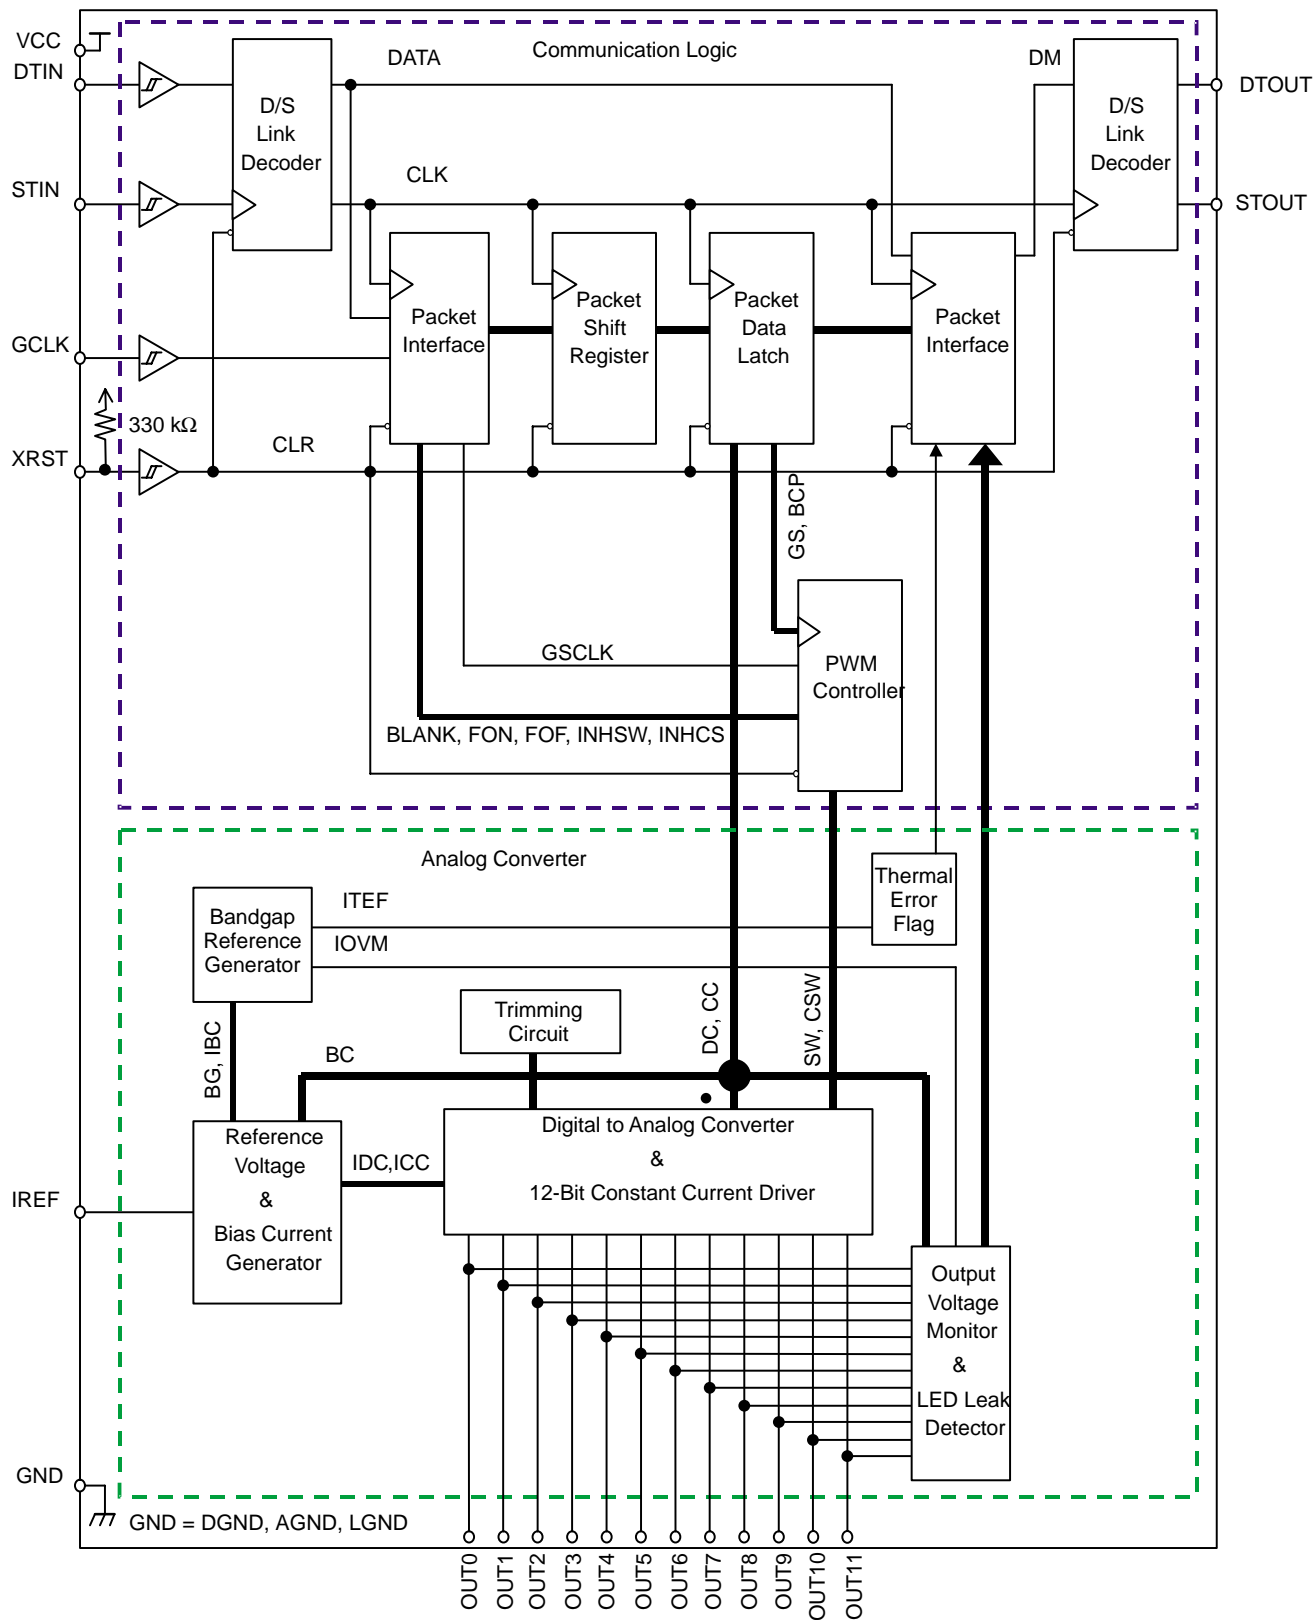 VCC
DTIN
STIN
GCLK
330 kΩ
XRST
Communication Logic
DATA
DM
DTOUT
STOUT
D/S
Link
Decoder
D/S
Link
Decoder
CLK
Packet
Interface
Packet
Shift
Register
Packet
Data
Latch
Packet
Interface
CLR
GS, BCP
GSCLK
PWM
Controller
BLANK, FON, FOF, INHSW, INHCS
Analog Converter
Thermal
Error
Flag
ITEF
IOVM
Bandgap
Reference
Generator
Trimming
Circuit
BG, IBC
BC
DC, CC
SW, CSW
Reference
Voltage
&
Bias Current
Generator
IDC,ICC
Digital to Analog Converter
&
12-Bit Constant Current Driver
IREF
Output
Voltage
Monitor
&
LED Leak
Detector
GND
GND = DGND, AGND, LGND
OUT0
OUT1
OUT2
OUT3
OUT4
OUT5
OUT6
OUT7
OUT8
OUT9
OUT10
OUT11